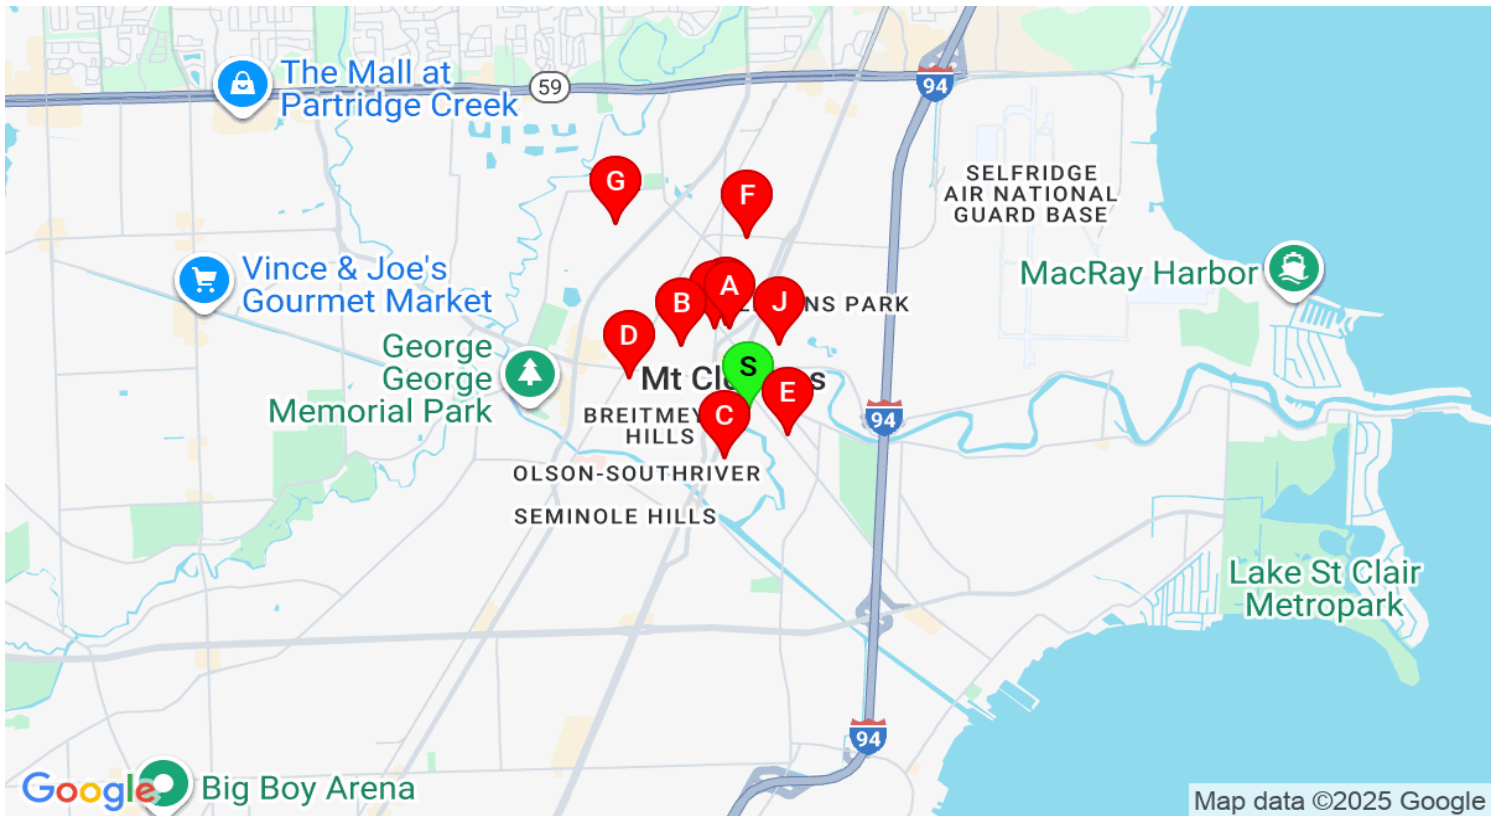 The Mall at
Partridge Creek
59
94
SELFRIDGE
AIR NATIONAL
GUARD BASE
G
F
Vince & Joe's
Gourmet Market
MacRay Harbor
A
B
J
NS PARK
D
George
George
Memorial Park
S
Mt Cl
s
E
C
BREITMEY
HILLS
94
OLSON-SOUTHRIVER
SEMINOLE HILLS
Lake St Clair
Metropark
94
Google
Big Boy Arena
Map data ©2025 Google